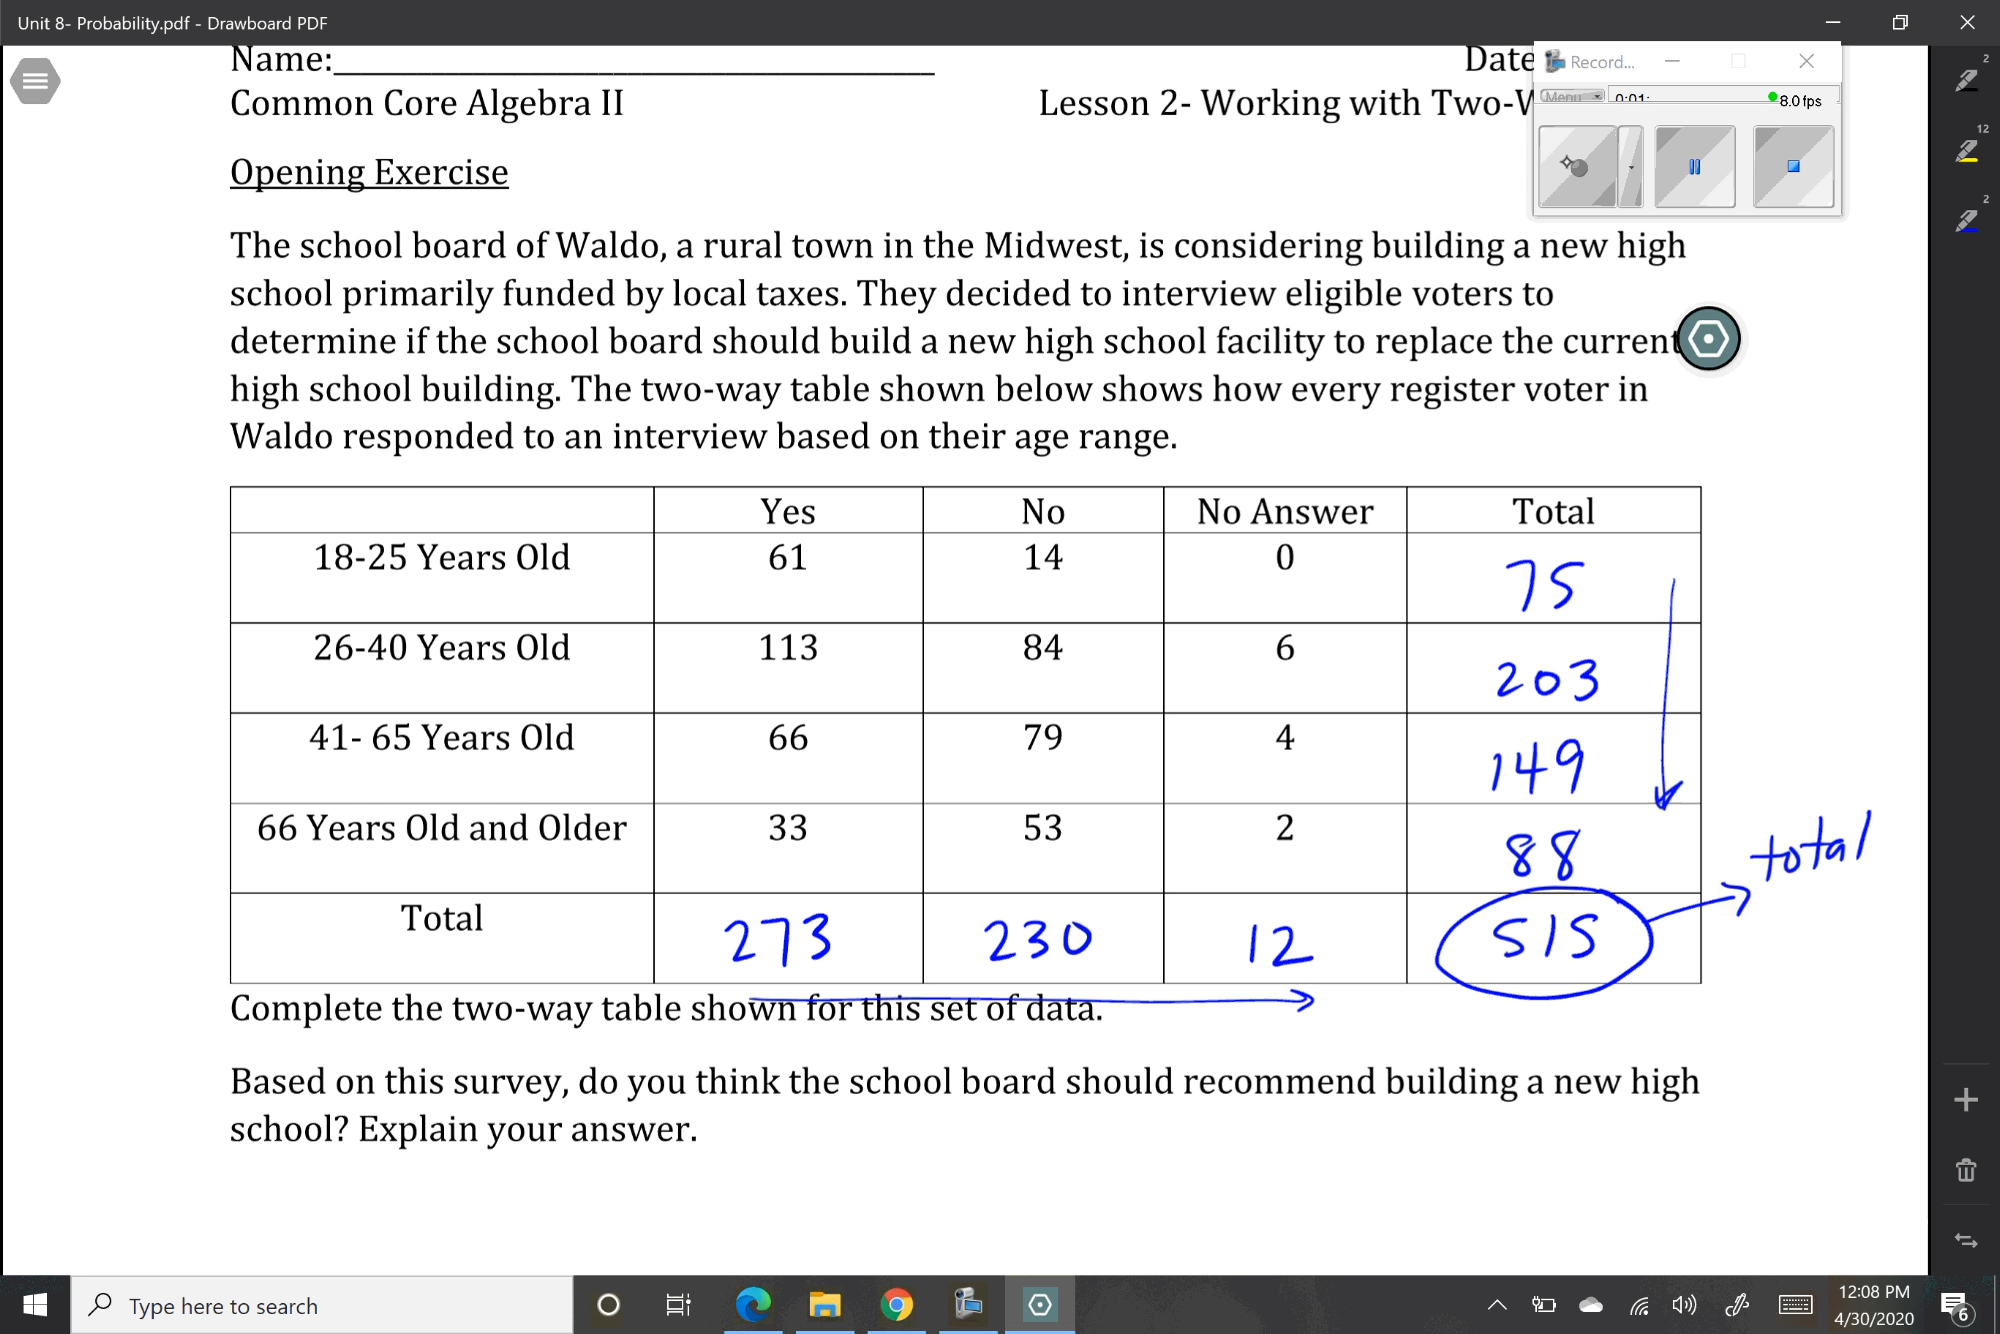 Unit 8- Probability.pdf - Drawboard PDF
Name:
Date
Record...
Common Core Algebra II
Lesson 2- Working with Two-W
Menu
0:01:
8.0 fps
2
12
2
Opening Exercise
The school board of Waldo, a rural town in the Midwest, is considering building a new high
school primarily funded by local taxes. They decided to interview eligible voters to
determine if the school board should build a new high school facility to replace the current
high school building. The two-way table shown below shows how every register voter in
Waldo responded to an interview based on their age range.
Yes No No Answer Total
18-25 Years Old 61 14 0 75
26-40 Years Old 113 84 6 203
41- 65 Years Old 66 79 4 149
66 Years Old and Older 33 53 2 88
total
Total 273 230 12 515
Complete the two-way table shown for this set of data.
Based on this survey, do you think the school board should recommend building a new high
school? Explain your answer.
Type here to search
12:08 PM
4/30/2020
6